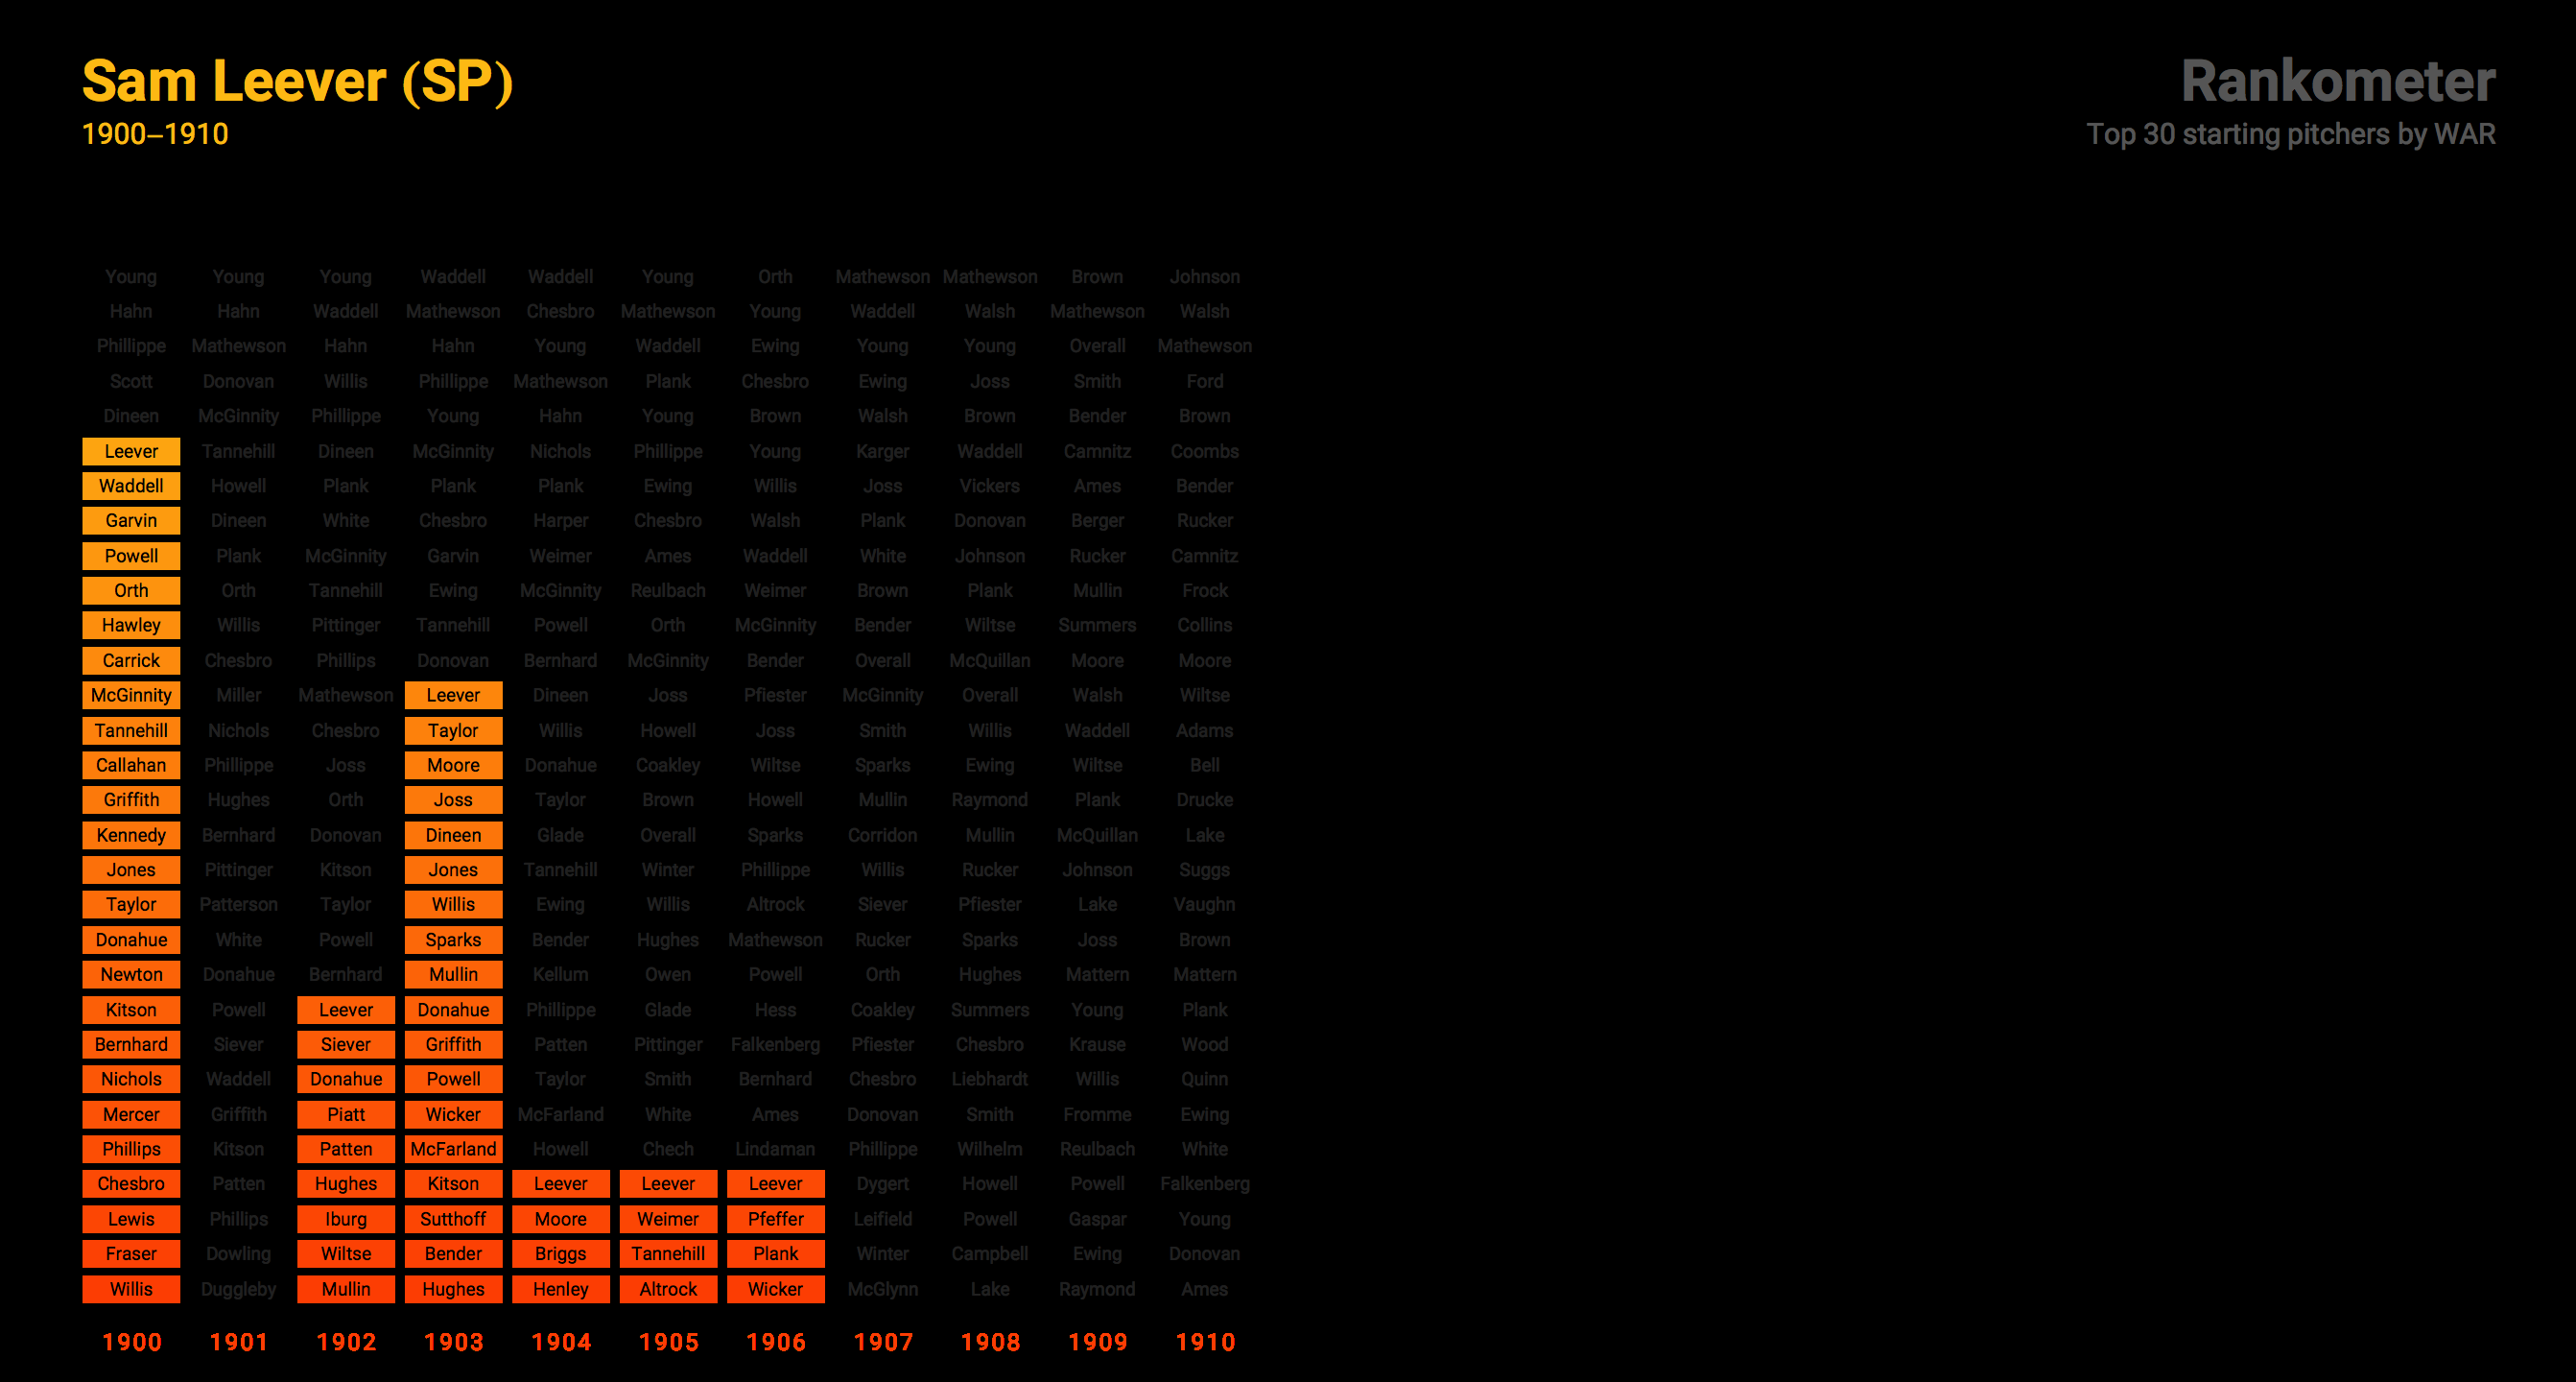 Sam Leever (SP)
1900–1910
Rankometer
Top 30 starting pitchers by WAR
Young Young Young Waddell Waddell Young Orth Mathewson Mathewson Brown Johnson
Hahn Hahn Waddell Mathewson Chesbro Mathewson Young Waddell Walsh Mathewson Walsh
Phillippe Mathewson Hahn Hahn Young Waddell Ewing Young Young Overall Mathewson
Scott Donovan Willis Phillippe Mathewson Plank Chesbro Ewing Joss Smith Ford
Dineen McGinnity Phillippe Young Hahn Young Brown Walsh Brown Bender Brown
Leever Tannehill Dineen McGinnity Nichols Phillippe Young Karger Waddell Camnitz Coombs
Waddell Howell Plank Plank Plank Ewing Willis Joss Vickers Ames Bender
Garvin Dineen White Chesbro Harper Chesbro Walsh Plank Donovan Berger Rucker
Powell Plank McGinnity Garvin Weimer Ames Waddell White Johnson Rucker Camnitz
Orth Orth Tannehill Ewing McGinnity Reulbach Weimer Brown Plank Mullin Frock
Hawley Willis Pittinger Tannehill Powell Orth McGinnity Bender Wiltse Summers Collins
Carrick Chesbro Phillips Donovan Bernhard McGinnity Bender Overall McQuillan Moore Moore
McGinnity Miller Mathewson Leever Dineen Joss Pfiester McGinnity Overall Walsh Wiltse
Tannehill Nichols Chesbro Taylor Willis Howell Joss Smith Willis Waddell Adams
Callahan Phillippe Joss Moore Donahue Coakley Wiltse Sparks Ewing Wiltse Bell
Griffith Hughes Orth Joss Taylor Brown Howell Mullin Raymond Plank Drucke
Kennedy Bernhard Donovan Dineen Glade Overall Sparks Corridon Mullin McQuillan Lake
Jones Pittinger Kitson Jones Tannehill Winter Phillippe Willis Rucker Johnson Suggs
Taylor Patterson Taylor Willis Ewing Willis Altrock Siever Pfiester Lake Vaughn
Donahue White Powell Sparks Bender Hughes Mathewson Rucker Sparks Joss Brown
Newton Donahue Bernhard Mullin Kellum Owen Powell Orth Hughes Mattern Mattern
Kitson Powell Leever Donahue Phillippe Glade Hess Coakley Summers Young Plank
Bernhard Siever Siever Griffith Patten Pittinger Falkenberg Pfiester Chesbro Krause Wood
Nichols Waddell Donahue Powell Taylor Smith Bernhard Chesbro Liebhardt Willis Quinn
Mercer Griffith Piatt Wicker McFarland White Ames Donovan Smith Fromme Ewing
Phillips Kitson Patten McFarland Howell Chech Lindaman Phillippe Wilhelm Reulbach White
Chesbro Patten Hughes Kitson Leever Leever Leever Dygert Howell Powell Falkenberg
Lewis Phillips Iburg Sutthoff Moore Weimer Pfeffer Leifield Powell Gaspar Young
Fraser Dowling Wiltse Bender Briggs Tannehill Plank Winter Campbell Ewing Donovan
Willis Duggleby Mullin Hughes Henley Altrock Wicker McGlynn Lake Raymond Ames
1900 1901 1902 1903 1904 1905 1906 1907 1908 1909 1910